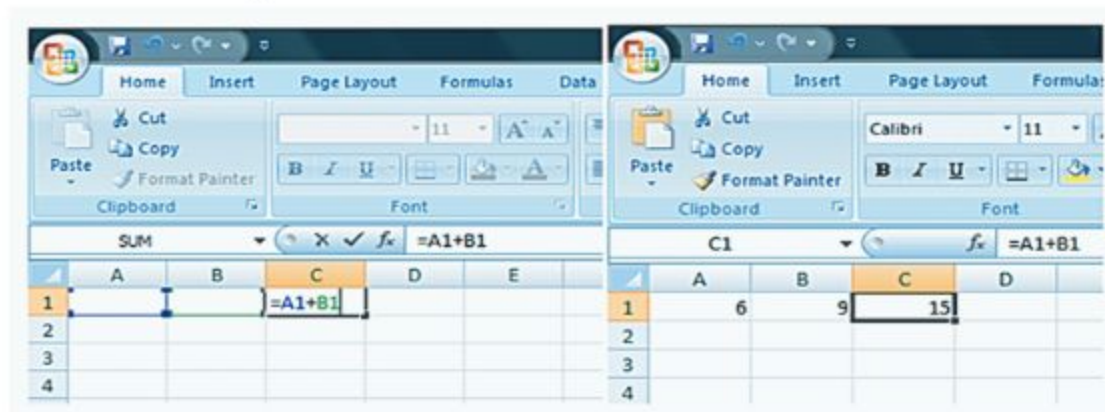 Home Insert Page Layout Formulas Data
Cut
Copy
Paste
Format Painter
11
A A
B I U A
Clipboard Font
SUM fx =A1+B1
A B C D E
1 =A1+B1
2
3
4
Home Insert Page Layout Formulas
Cut
Copy
Paste
Format Painter
Calibri 11
B I U
Clipboard Font
C1 fx =A1+B1
A B C D
1 6 9 15
2
3
4